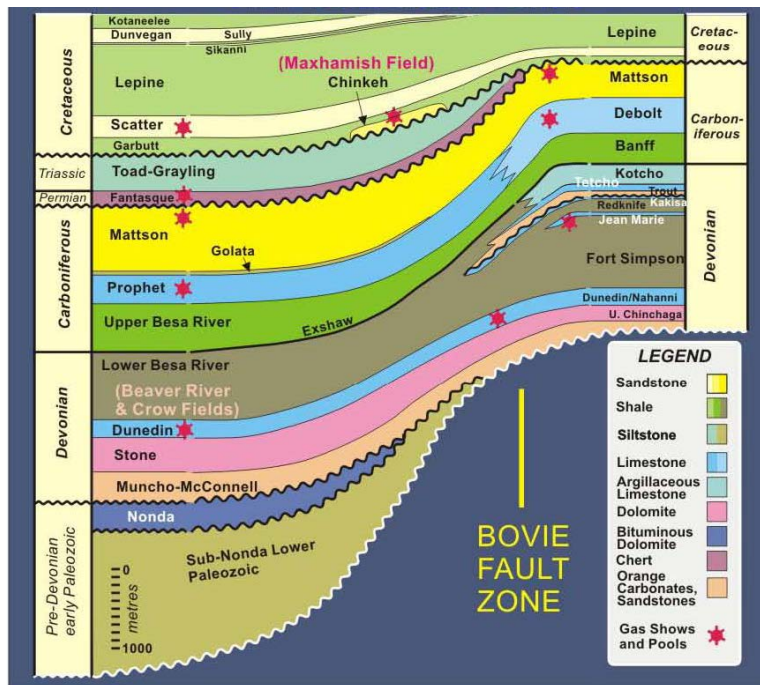 Kotaneelee
Dunvegan
Sully
Sikanni
Lepine
(Maxhamish Field)
Chinkeh
Scatter
Garbutt
Toad-Grayling
Fantasque
Mattson
Golata
Prophet
Upper Besa River
Exshaw
Lower Besa River
(Beaver River
& Crow Fields)
Dunedin
Stone
Muncho-McConnell
Nonda
Sub-Nonda Lower
Paleozoic
0
metres
1000
Cretaceous
Triassic
Permian
Carboniferous
Devonian
Pre-Devonian
early Paleozoic
Lepine
Mattson
Debolt
Banff
Kotcho
Tetcho
Trout
Redknife
Kakisa
Jean Marie
Fort Simpson
Dunedin/Nahanni
U. Chinchaga
Cretac-
eous
Carbon-
iferous
Devonian
BOVIE
FAULT
ZONE
LEGEND
Sandstone
Shale
Siltstone
Limestone
Argillaceous
Limestone
Dolomite
Bituminous
Dolomite
Chert
Orange
Carbonates,
Sandstones
Gas Shows
and Pools